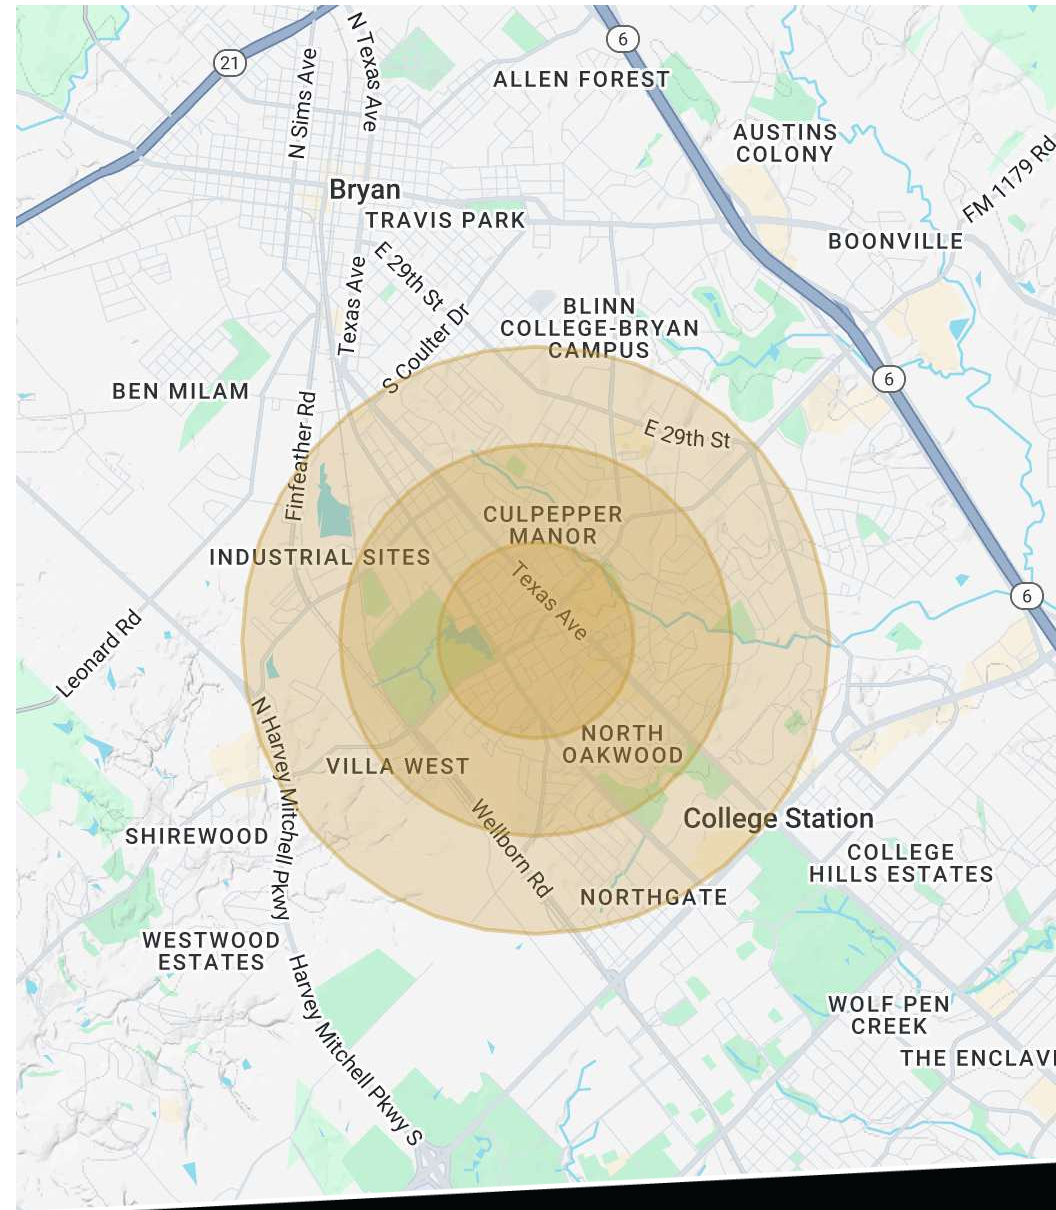 N Texas Ave
6
21
N Sims Ave
ALLEN FOREST
AUSTINS
COLONY
FM 1179 Rd
Bryan
TRAVIS PARK
BOONVILLE
E 29th St
Texas Ave
S Coulter Dr
BLINN
COLLEGE-BRYAN
CAMPUS
6
BEN MILAM
Finfeather Rd
E 29th St
CULPEPPER
MANOR
INDUSTRIAL SITES
Texas Ave
6
Leonard Rd
N Harvey Mitchell Pkwy
NORTH
OAKWOOD
VILLA WEST
Wellborn Rd
College Station
SHIREWOOD
COLLEGE
HILLS ESTATES
NORTHGATE
WESTWOOD
ESTATES
Harvey Mitchell Pkwy S
WOLF PEN
CREEK
THE ENCLAVE